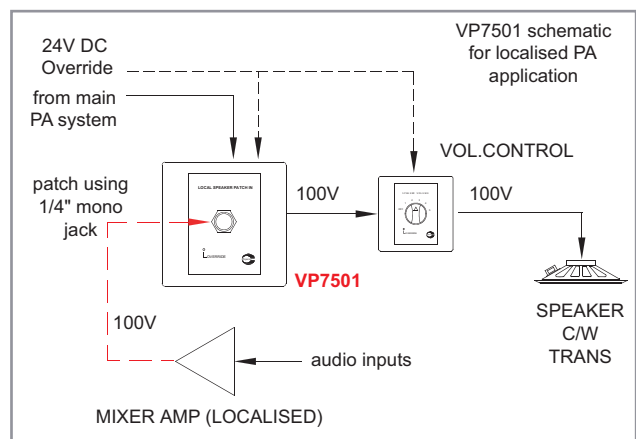 24V DC
Override
VP7501 schematic
for localised PA
application
from main
PA system
VOL.CONTROL
LOCAL SPEAKER PATCH IN
patch using
1/4" mono
jack
100V
100V
OVERRIDE
VP7501
SPEAKER
C/W
TRANS
100V
audio inputs
MIXER AMP (LOCALISED)